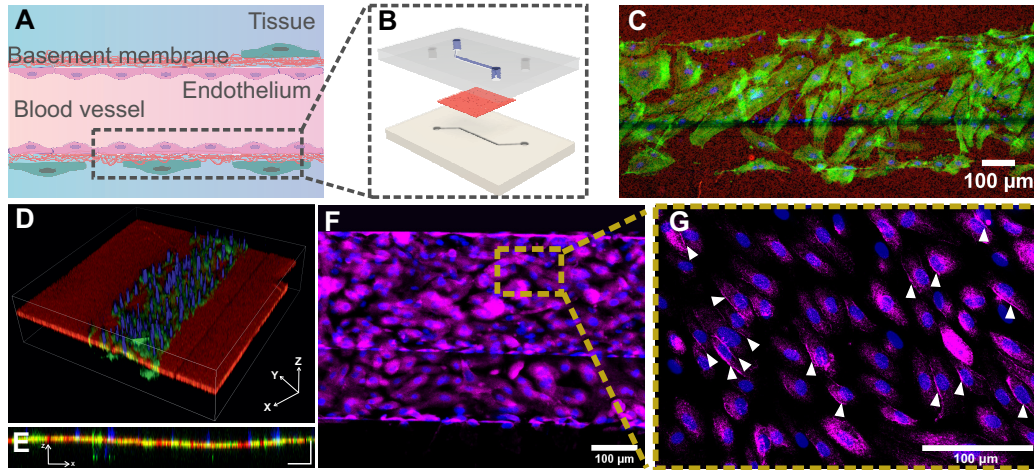 A
Tissue
Basement membrane
Endothelium
Blood vessel
B
C
100 µm
D
Z
Y
X
E
z
x
F
100 µm
G
100 µm